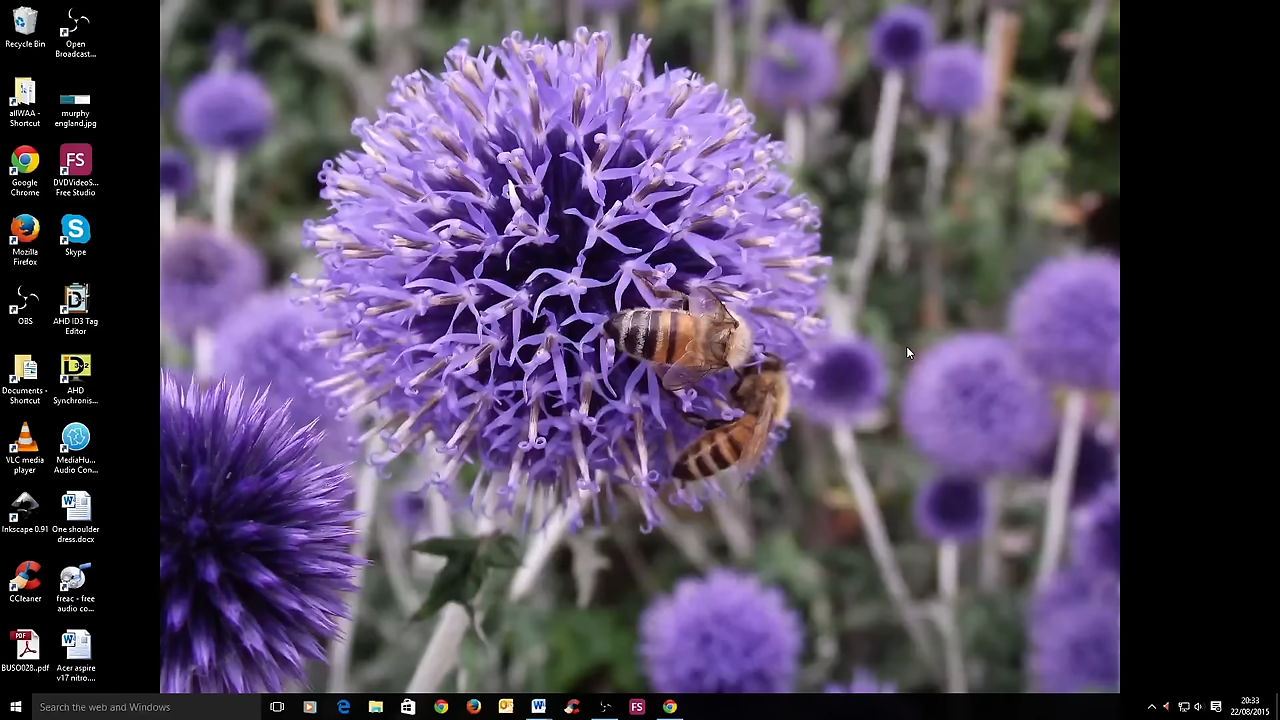 Recycle Bin
Open
Broadcast...
allWAA -
Shortcut
murphy
england.jpg
Google
Chrome
FS
DVDVideoS...
Free Studio
Mozilla
Firefox
Skype
OBS
AHD ID3 Tag
Editor
Documents -
Shortcut
AHD
Synchronis...
VLC media
player
MediaHu...
Audio Con...
Inkscape 0.91
One shoulder
dress.docx
CCleaner
freac - free
audio co...
PDF
BUSO028...pdf
Acer aspire
v17 nitro....
Search the web and Windows
FS
20:33
22/08/2015